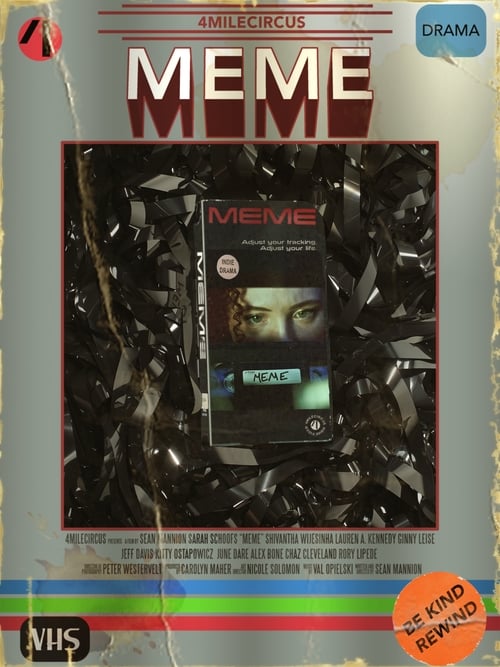 4MILECIRCUS
DRAMA
MEME
MEME
Adjust your tracking.
Adjust your life.
INDIE
DRAMA
MEME
MEME
4MILECIRCUS PRESENTS A FILM BY SEAN MANNION SARAH SCHOOFS "MEME" SHIVANTHA WIJESINHA LAUREN A. KENNEDY GINNY LEISE
JEFF DAVIS KITTY OSTAPOWICZ JUNE DARE ALEX BONE CHAZ CLEVELAND RORY LIPEDE
PETER WESTERVELT CAROLYN MAHER NICOLE SOLOMON VAL OPIELSKI SEAN MANNION
VHS
BE KIND
REWIND